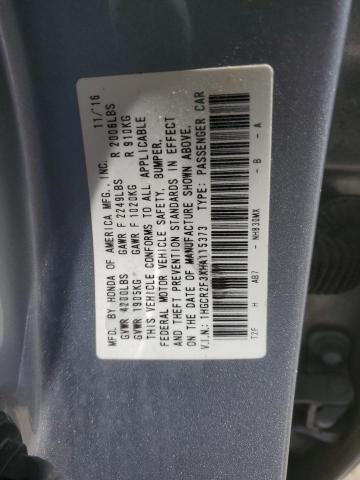 MFD. BY HONDA OF AMERICA MFG., INC. 11/16
GVWR 4200LBS GAWR F 2249LBS R 2006LBS
GVWR 1905KG GAWR F 1020KG R 910KG
THIS VEHICLE CONFORMS TO ALL APPLICABLE
FEDERAL MOTOR VEHICLE SAFETY, BUMPER,
AND THEFT PREVENTION STANDARDS IN EFFECT
ON THE DATE OF MANUFACTURE SHOWN ABOVE.
V.I.N.: 1HGCR2F3XHA115373 TYPE: PASSENGER CAR
T2F H AB7 - NH830MX - B - A